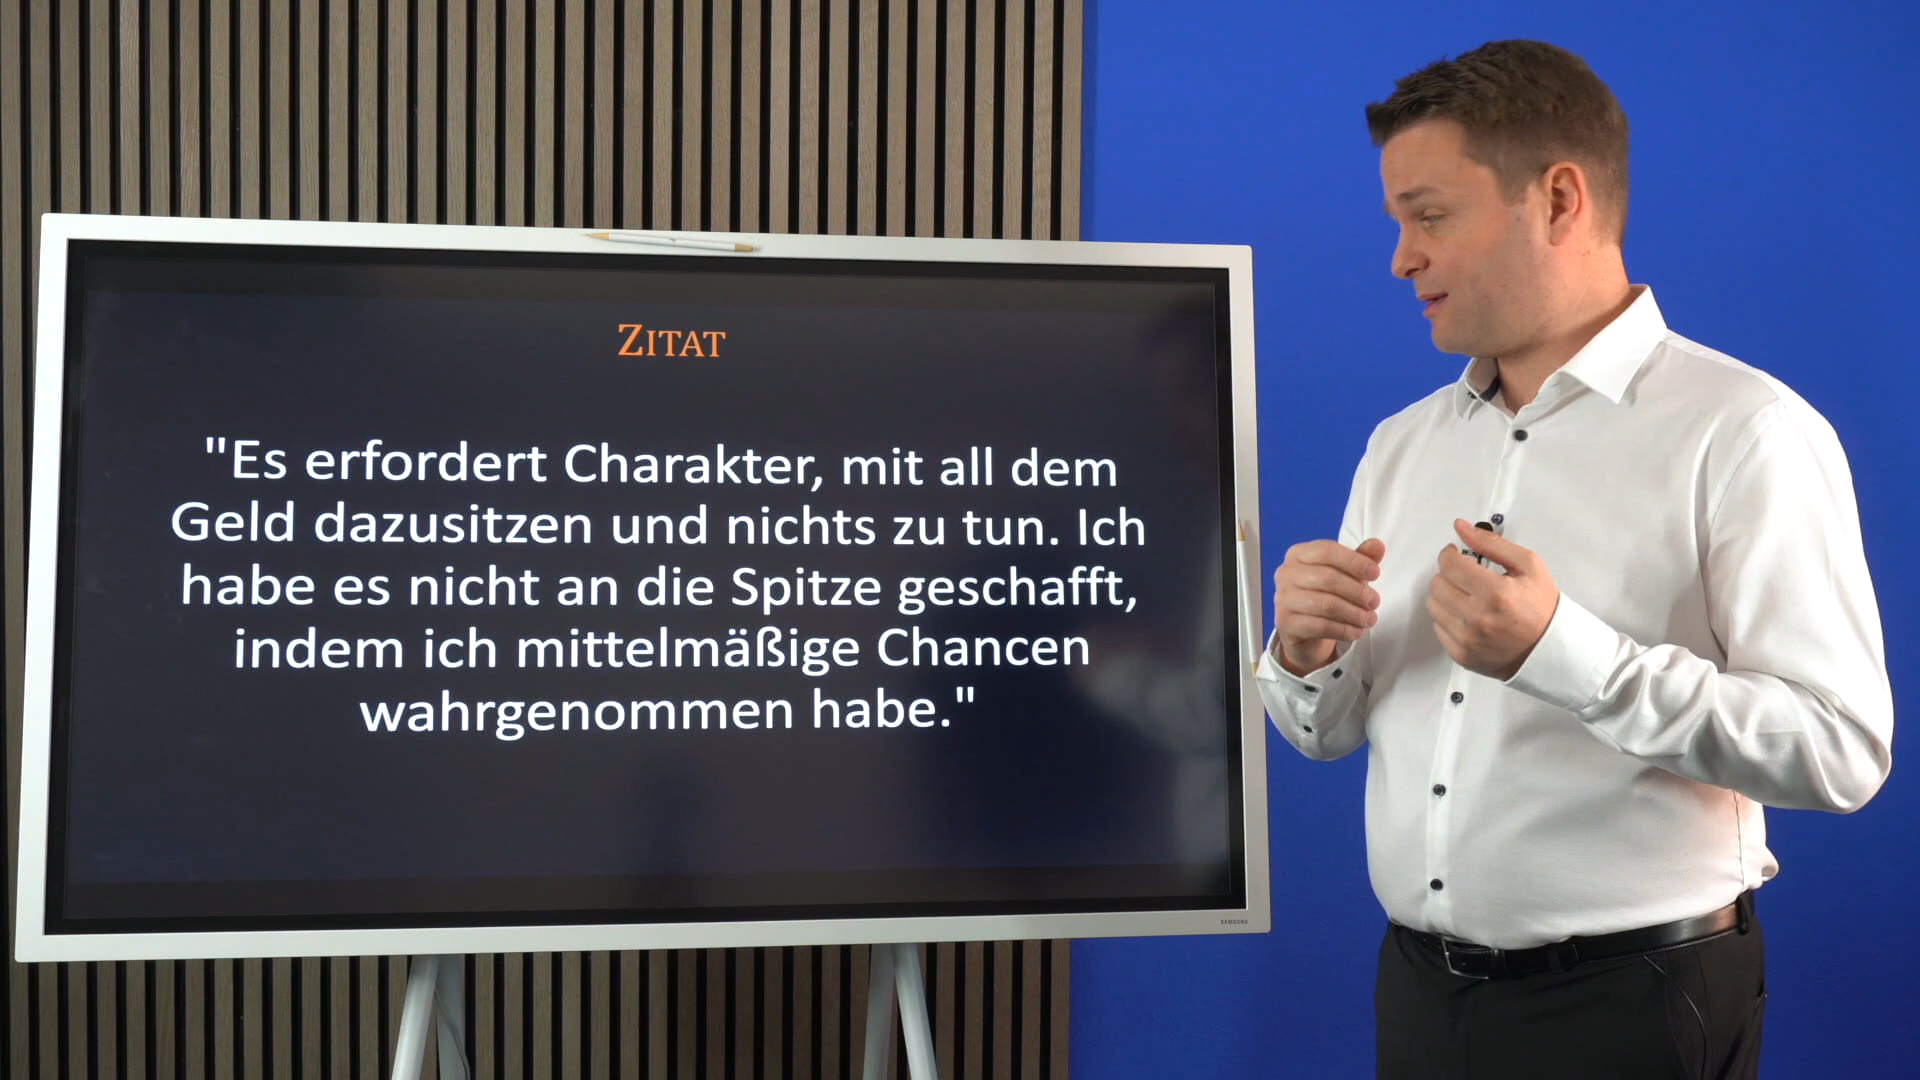 ZITAT
"Es erfordert Charakter, mit all dem
Geld dazusitzen und nichts zu tun. Ich
habe es nicht an die Spitze geschafft,
indem ich mittelmäßige Chancen
wahrgenommen habe."
SAMSUNG